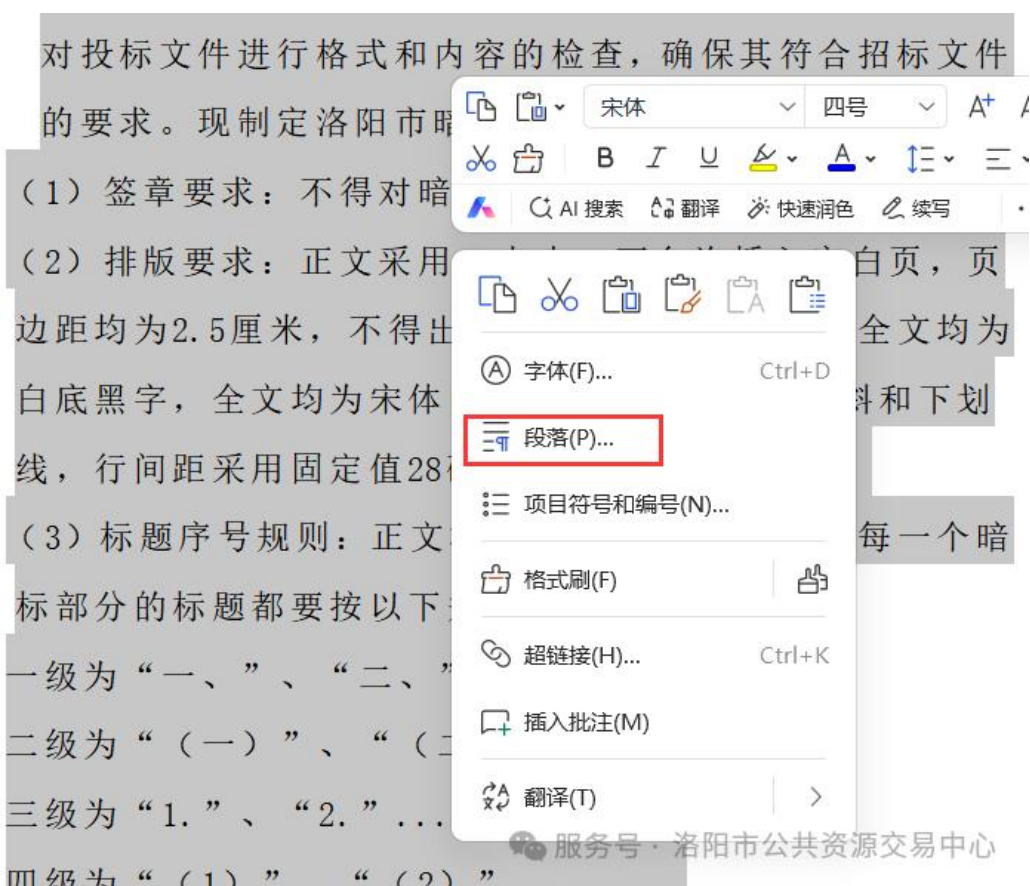 对投标文件进行格式和内容的检查，确保其符合招标文件
的要求。现制定洛阳市暗
宋体 四号 A+
B I U A
AI 搜索 翻译 快速润色 续写
（1）签章要求：不得对暗
（2）排版要求：正文采用 白页，页
边距均为2.5厘米，不得出 全文均为
字体(F)... Ctrl+D
白底黑字，全文均为宋体 和下划
段落(P)...
线，行间距采用固定值28
项目符号和编号(N)...
（3）标题序号规则：正文 每一个暗
格式刷(F)
标部分的标题都要按以下
超链接(H)... Ctrl+K
一级为“一、”、“二、”
插入批注(M)
二级为“（一）”、“（
翻译(T)
三级为“1.”、“2.”...
服务号 · 洛阳市公共资源交易中心
四级为“（1）”、“（2）”